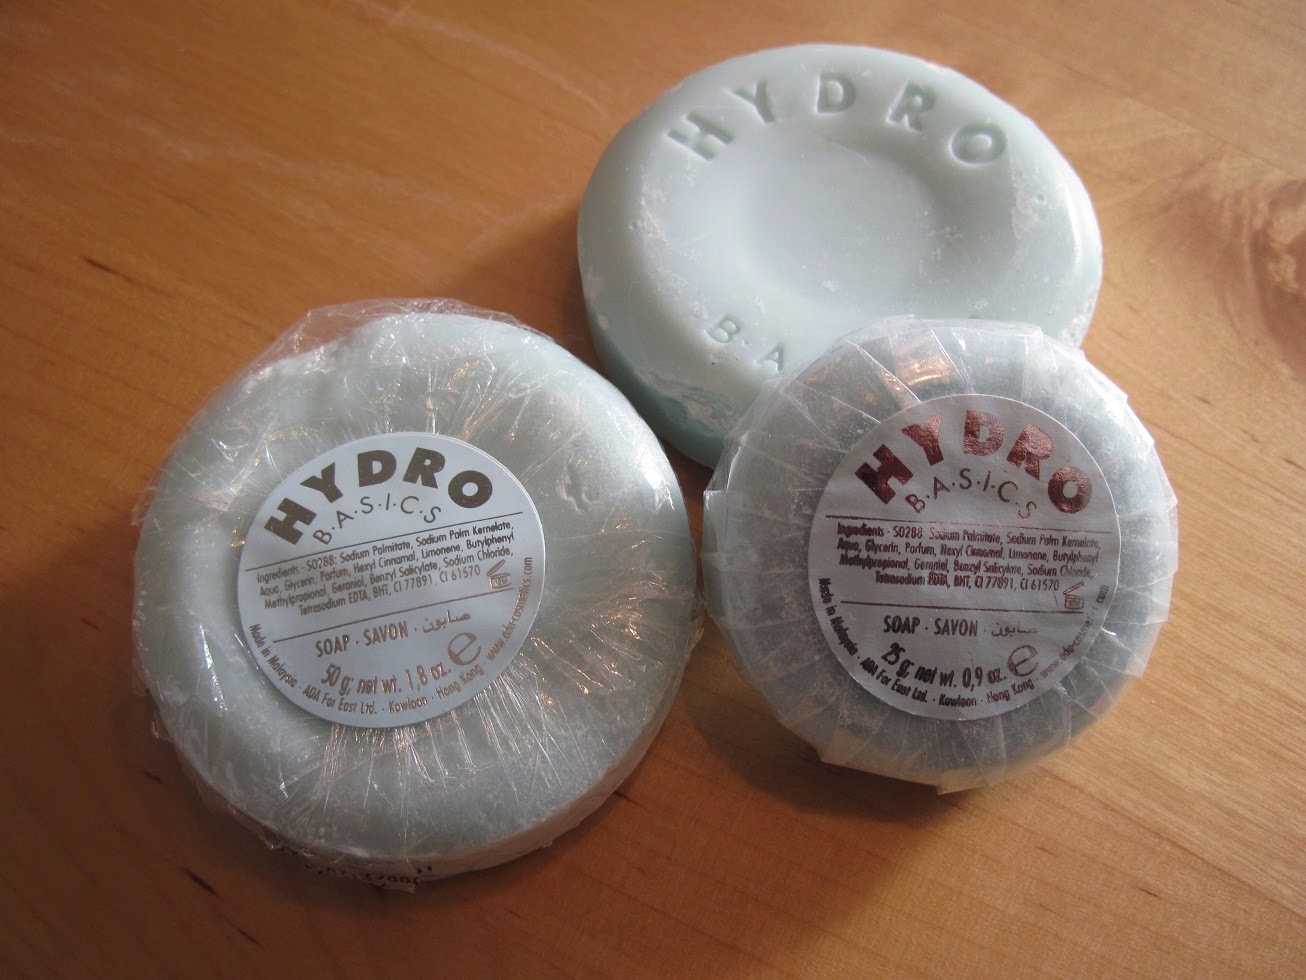 HYDRO
B·A
HYDRO
B·A·S·I·C·S
Ingredients · S0288: Sodium Palmitate, Sodium Palm Kernelate,
Aqua, Glycerin, Parfum, Hexyl Cinnamal, Limonene, Butylphenyl
Methylpropional, Geraniol, Benzyl Salicylate, Sodium Chloride,
Tetrasodium EDTA, BHT, CI 77891, CI 61570
SOAP · SAVON · صابون
50 g; net wt. 1,8 oz. e
Made in Malaysia · ADA Far East Ltd. · Kowloon · Hong Kong · www.ada-cosmetics.com
HYDRO
B·A·S·I·C·S
Ingredients · S0288: Sodium Palmitate, Sodium Palm Kernelate,
Aqua, Glycerin, Parfum, Hexyl Cinnamal, Limonene, Butylphenyl
Methylpropional, Geraniol, Benzyl Salicylate, Sodium Chloride,
Tetrasodium EDTA, BHT, CI 77891, CI 61570
SOAP · SAVON · صابون
25 g; net wt. 0,9 oz. e
Made in Malaysia · ADA Far East Ltd. · Kowloon · Hong Kong